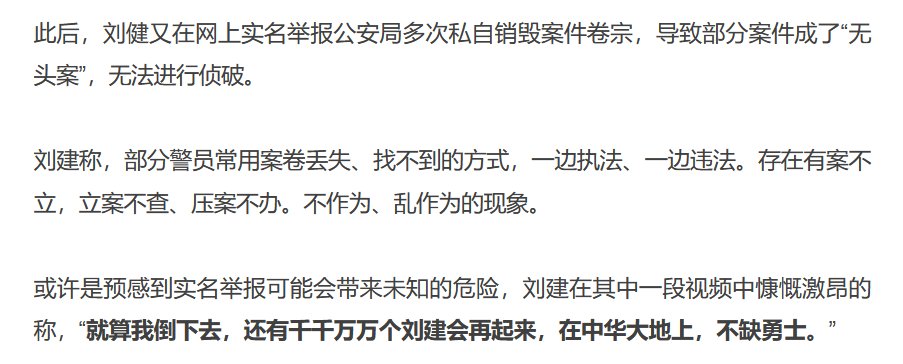 此后，刘健又在网上实名举报公安局多次私自销毁案件卷宗，导致部分案件成了“无
头案”，无法进行侦破。
刘建称，部分警员常用案卷丢失、找不到的方式，一边执法、一边违法。存在有案不
立，立案不查、压案不办。不作为、乱作为的现象。
或许是预感到实名举报可能会带来未知的危险，刘建在其中一段视频中慷慨激昂的
称，“就算我倒下去，还有千千万万个刘建会再起来，在中华大地上，不缺勇士。”